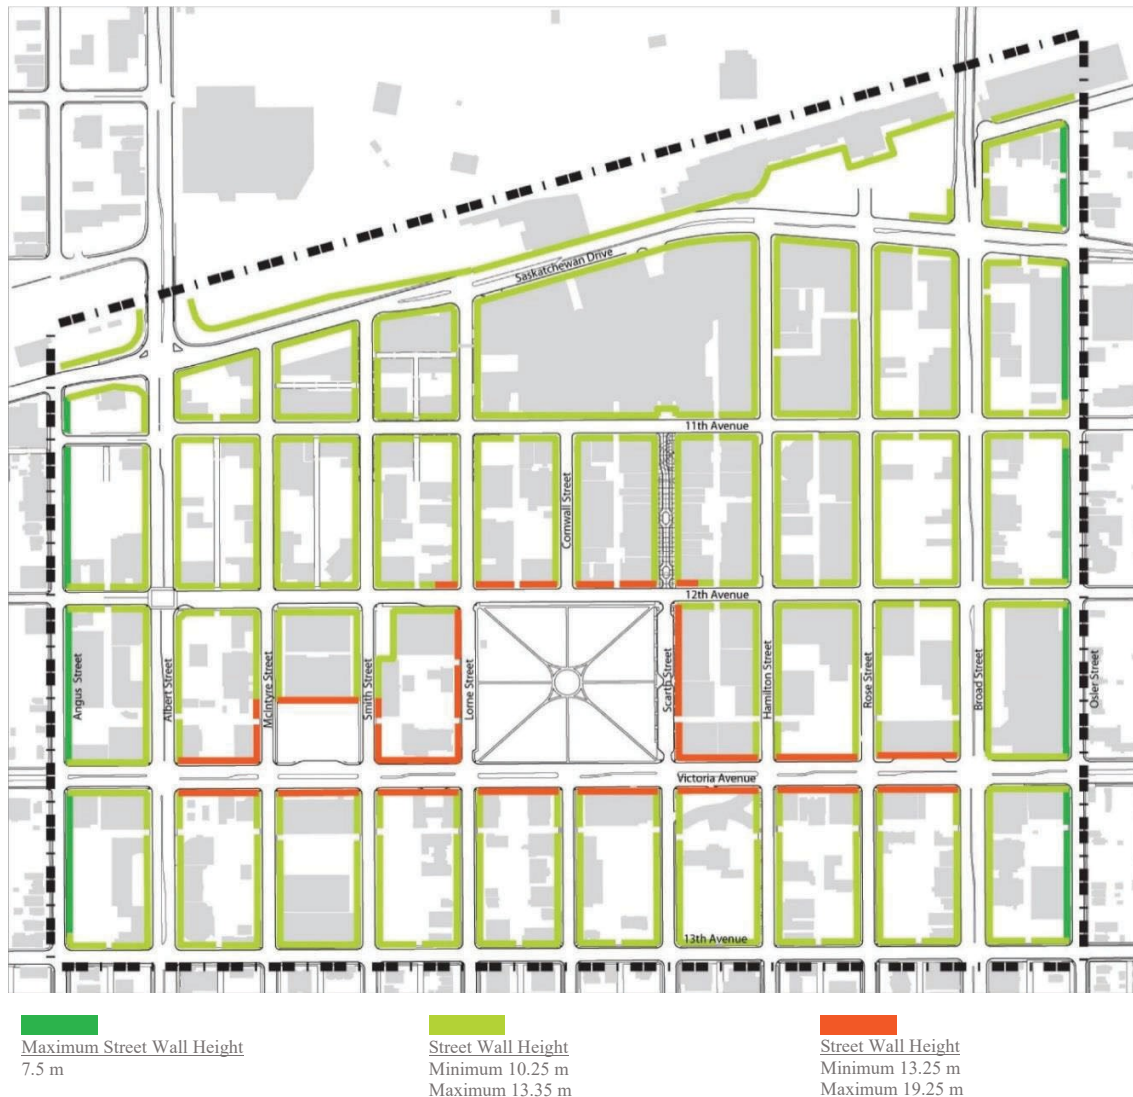 Saskatchewan Drive
11th Avenue
Cornwall Street
12th Avenue
Angus Street
Albert Street
McIntyre Street
Smith Street
Lorne Street
Scarth Street
Hamilton Street
Rose Street
Broad Street
Osler Street
Victoria Avenue
13th Avenue
Maximum Street Wall Height
7.5 m
Street Wall Height
Minimum 10.25 m
Maximum 13.35 m
Street Wall Height
Minimum 13.25 m
Maximum 19.25 m